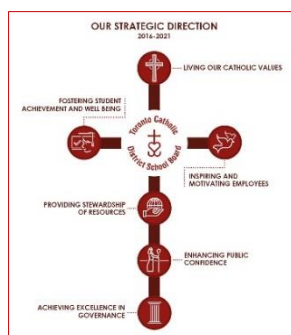 OUR STRATEGIC DIRECTION
2016-2021
LIVING OUR CATHOLIC VALUES
FOSTERING STUDENT
ACHIEVEMENT AND WELL BEING
Toronto Catholic
District School Board
INSPIRING AND
MOTIVATING EMPLOYEES
PROVIDING STEWARDSHIP
OF RESOURCES
ENHANCING PUBLIC
CONFIDENCE
ACHIEVING EXCELLENCE IN
GOVERNANCE